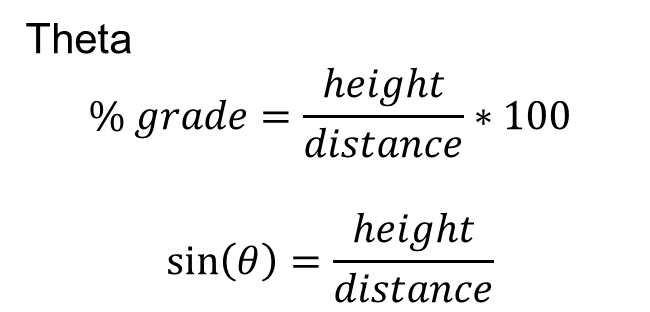 Theta
% grade = height / distance * 100
sin(θ) = height / distance